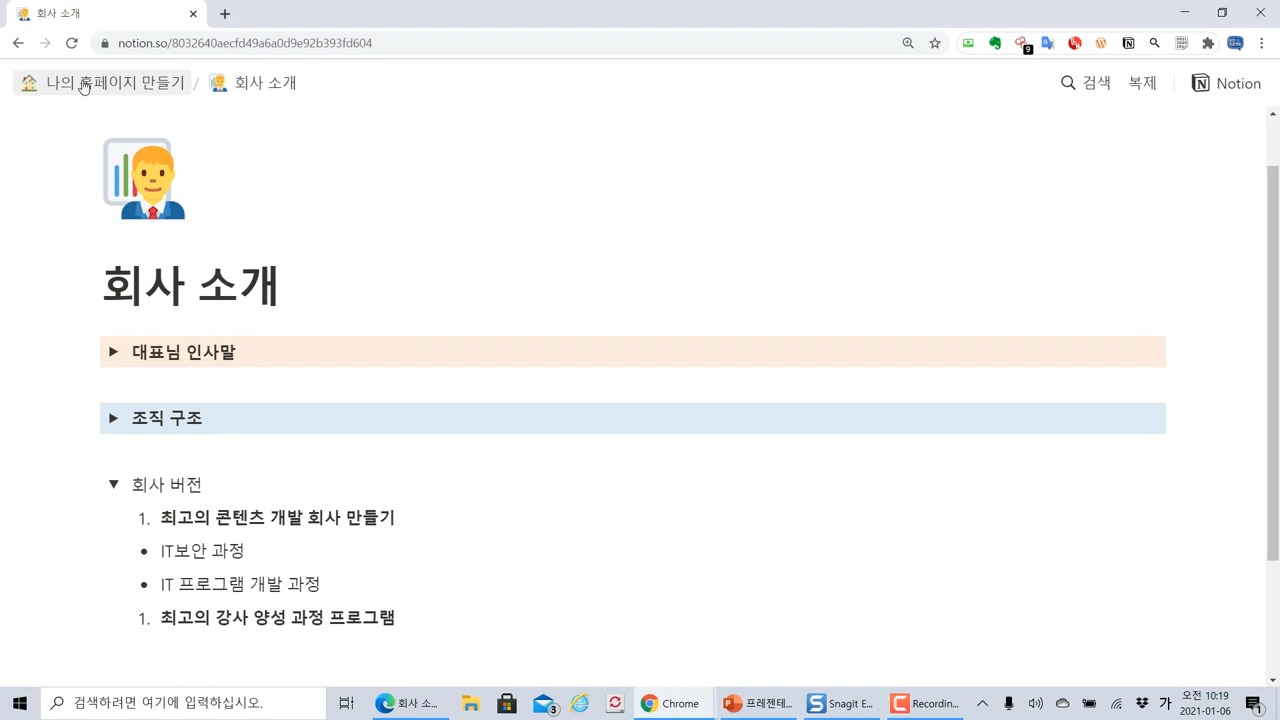 회사 소개
notion.so/8032640aecfd49a6a0d9e92b393fd604
9
나의 홈페이지 만들기 / 회사 소개
검색 복제 Notion
회사 소개
대표님 인사말
조직 구조
회사 버전
1. 최고의 콘텐츠 개발 회사 만들기
• IT보안 과정
• IT 프로그램 개발 과정
1. 최고의 강사 양성 과정 프로그램
검색하려면 여기에 입력하십시오.
회사 소...
3
Chrome
프레젠테...
Snagit E...
Recordin...
가
오전 10:19
2021-01-06
1